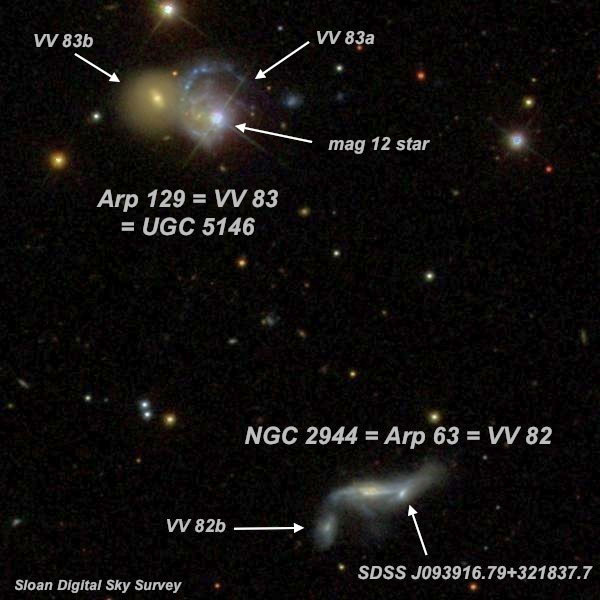 VV 83b
VV 83a
mag 12 star
Arp 129 = VV 83
= UGC 5146
NGC 2944 = Arp 63 = VV 82
VV 82b
SDSS J093916.79+321837.7
Sloan Digital Sky Survey